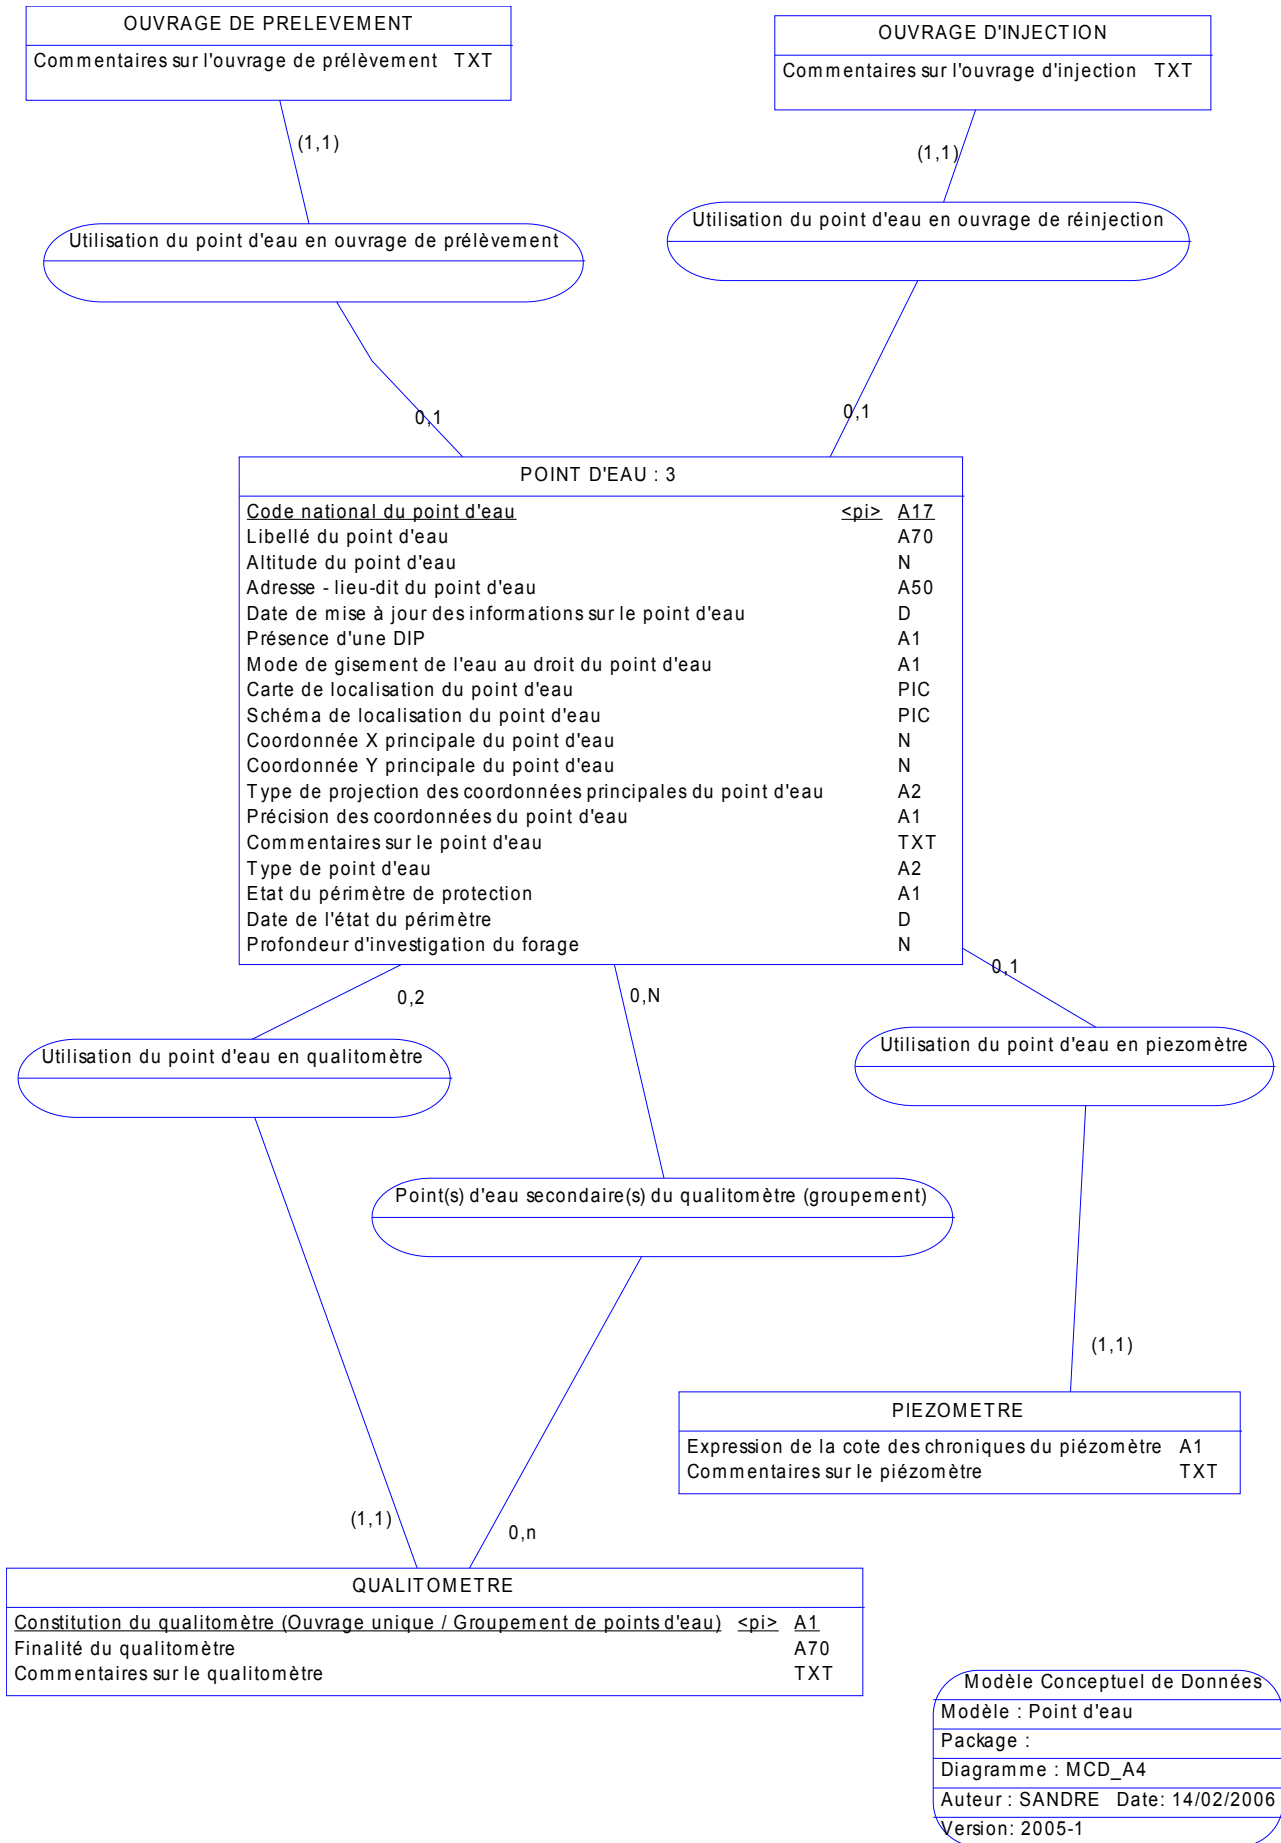 OUVRAGE DE PRELEVEMENT
Commentaires sur l'ouvrage de prélèvement TXT
OUVRAGE D'INJECTION
Commentaires sur l'ouvrage d'injection TXT
(1,1)
(1,1)
Utilisation du point d'eau en ouvrage de prélèvement
Utilisation du point d'eau en ouvrage de réinjection
0,1
0,1
POINT D'EAU : 3
Code national du point d'eau <pi> A17
Libellé du point d'eau A70
Altitude du point d'eau N
Adresse - lieu-dit du point d'eau A50
Date de mise à jour des informations sur le point d'eau D
Présence d'une DIP A1
Mode de gisement de l'eau au droit du point d'eau A1
Carte de localisation du point d'eau PIC
Schéma de localisation du point d'eau PIC
Coordonnée X principale du point d'eau N
Coordonnée Y principale du point d'eau N
Type de projection des coordonnées principales du point d'eau A2
Précision des coordonnées du point d'eau A1
Commentaires sur le point d'eau TXT
Type de point d'eau A2
Etat du périmètre de protection A1
Date de l'état du périmètre D
Profondeur d'investigation du forage N
0,2
0,N
0,1
Utilisation du point d'eau en qualitomètre
Utilisation du point d'eau en piezomètre
Point(s) d'eau secondaire(s) du qualitomètre (groupement)
(1,1)
PIEZOMETRE
Expression de la cote des chroniques du piézomètre A1
Commentaires sur le piézomètre TXT
(1,1)
0,n
QUALITOMETRE
Constitution du qualitomètre (Ouvrage unique / Groupement de points d'eau) <pi> A1
Finalité du qualitomètre A70
Commentaires sur le qualitomètre TXT
Modèle Conceptuel de Données
Modèle : Point d'eau
Package :
Diagramme : MCD_A4
Auteur : SANDRE Date: 14/02/2006
Version: 2005-1